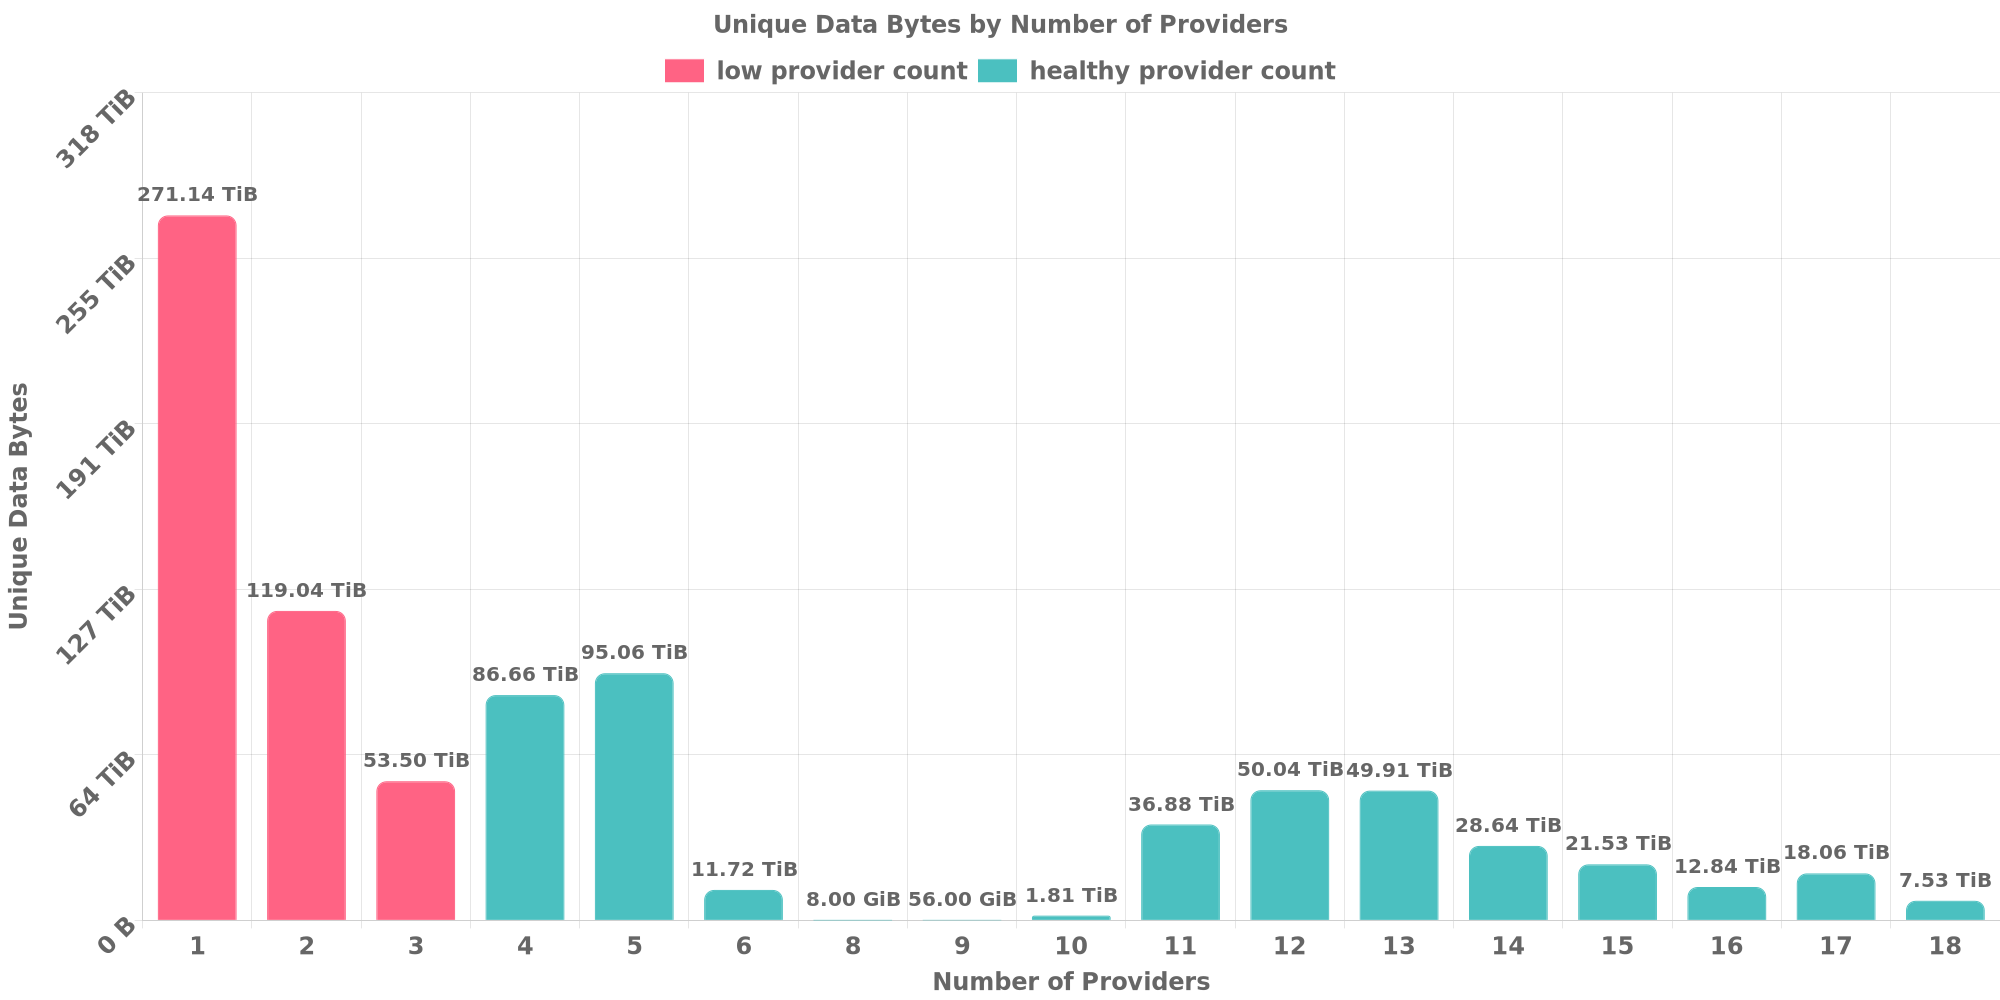 Unique Data Bytes by Number of Providers
low provider count healthy provider count
318 TiB
255 TiB
191 TiB
127 TiB
64 TiB
0 B
Unique Data Bytes
271.14 TiB
119.04 TiB
53.50 TiB
86.66 TiB
95.06 TiB
11.72 TiB
8.00 GiB
56.00 GiB
1.81 TiB
36.88 TiB
50.04 TiB
49.91 TiB
28.64 TiB
21.53 TiB
12.84 TiB
18.06 TiB
7.53 TiB
1 2 3 4 5 6 8 9 10 11 12 13 14 15 16 17 18
Number of Providers